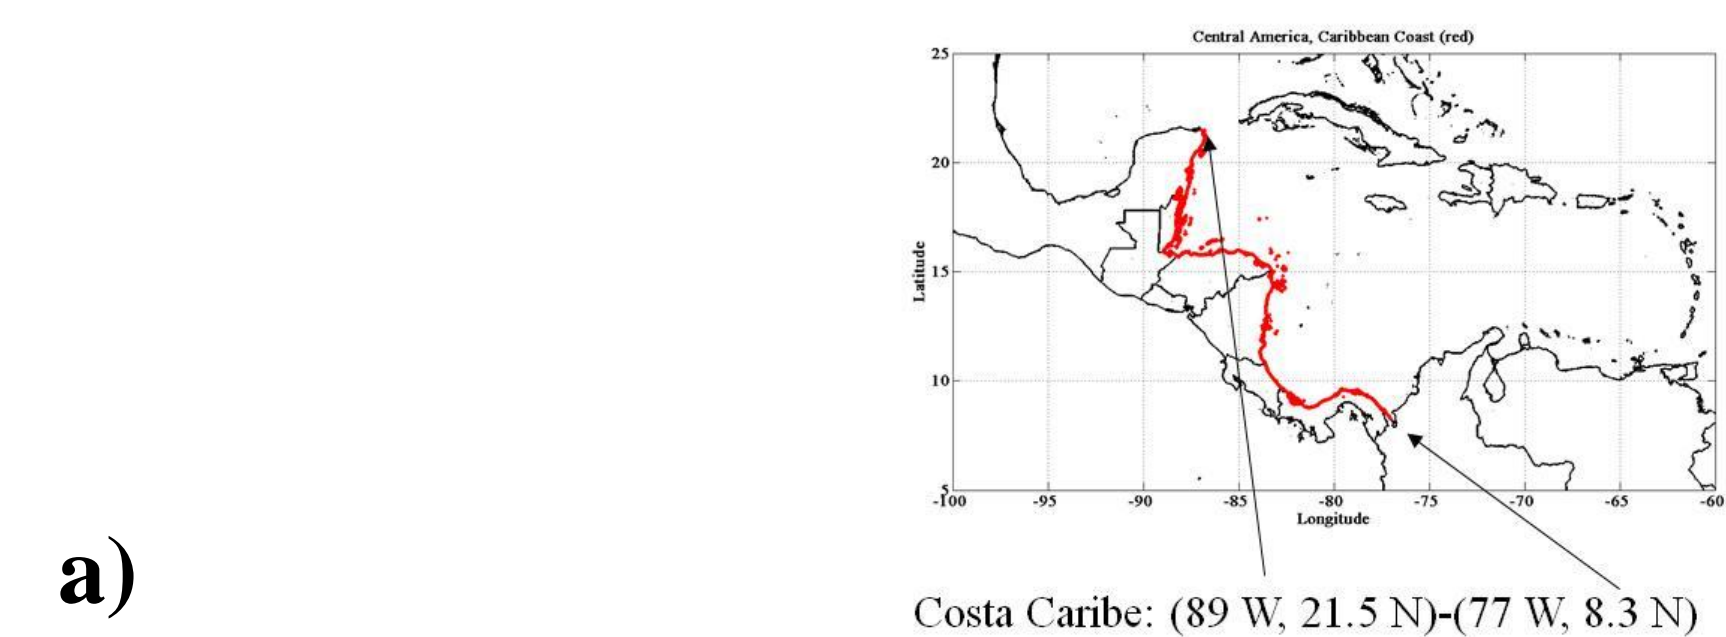 Central America, Caribbean Coast (red)
25
20
15
10
5
Latitude
-100 -95 -90 -85 -80 -75 -70 -65 -60
Longitude
a)
Costa Caribe: (89 W, 21.5 N)-(77 W, 8.3 N)